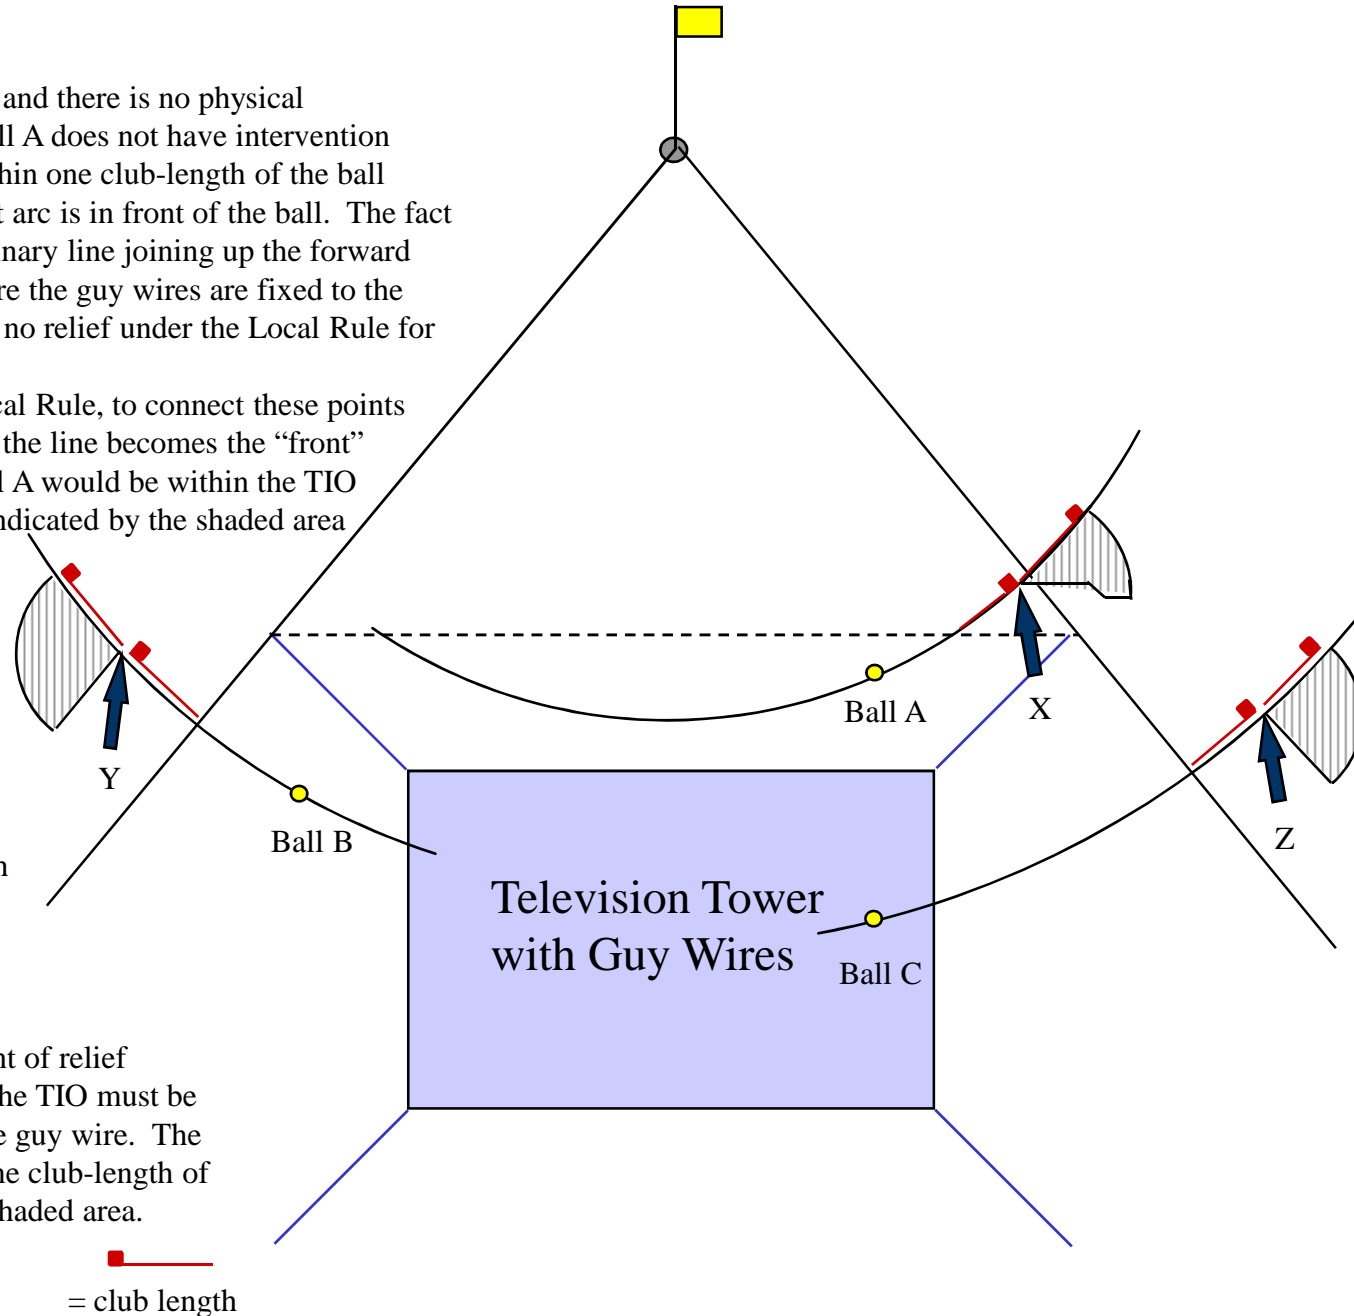 and there is no physical
ll A does not have intervention
hin one club-length of the ball
t arc is in front of the ball. The fact
nary line joining up the forward
re the guy wires are fixed to the
no relief under the Local Rule for
cal Rule, to connect these points
the line becomes the “front”
l A would be within the TIO
ndicated by the shaded area
Ball A
X
Y
Ball B
Z
n
Television Tower
with Guy Wires
Ball C
nt of relief
he TIO must be
e guy wire. The
ne club-length of
haded area.
= club length